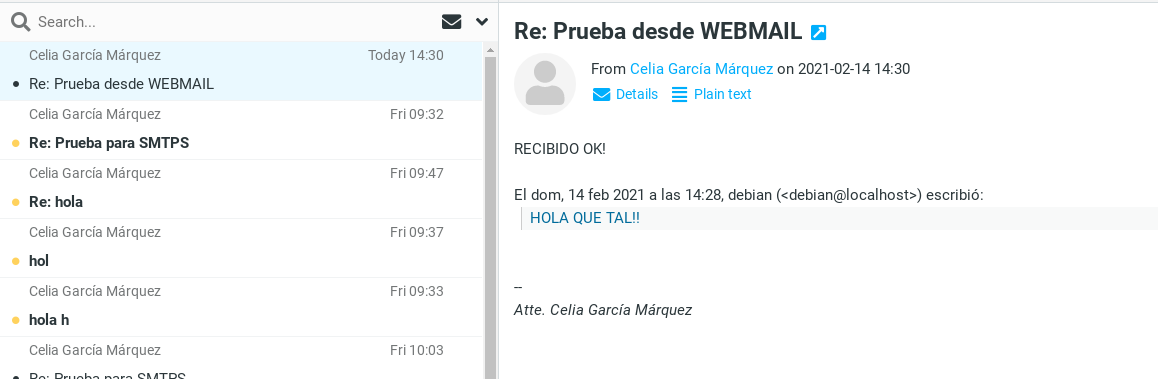 Search...
Celia García Márquez Today 14:30
Re: Prueba desde WEBMAIL
Celia García Márquez Fri 09:32
Re: Prueba para SMTPS
Celia García Márquez Fri 09:47
Re: hola
Celia García Márquez Fri 09:37
hol
Celia García Márquez Fri 09:33
hola h
Celia García Márquez Fri 10:03
Re: Prueba para SMTPS
Re: Prueba desde WEBMAIL
From Celia García Márquez on 2021-02-14 14:30
Details Plain text
RECIBIDO OK!
El dom, 14 feb 2021 a las 14:28, debian (<debian@localhost>) escribió:
HOLA QUE TAL!!
--
Atte. Celia García Márquez